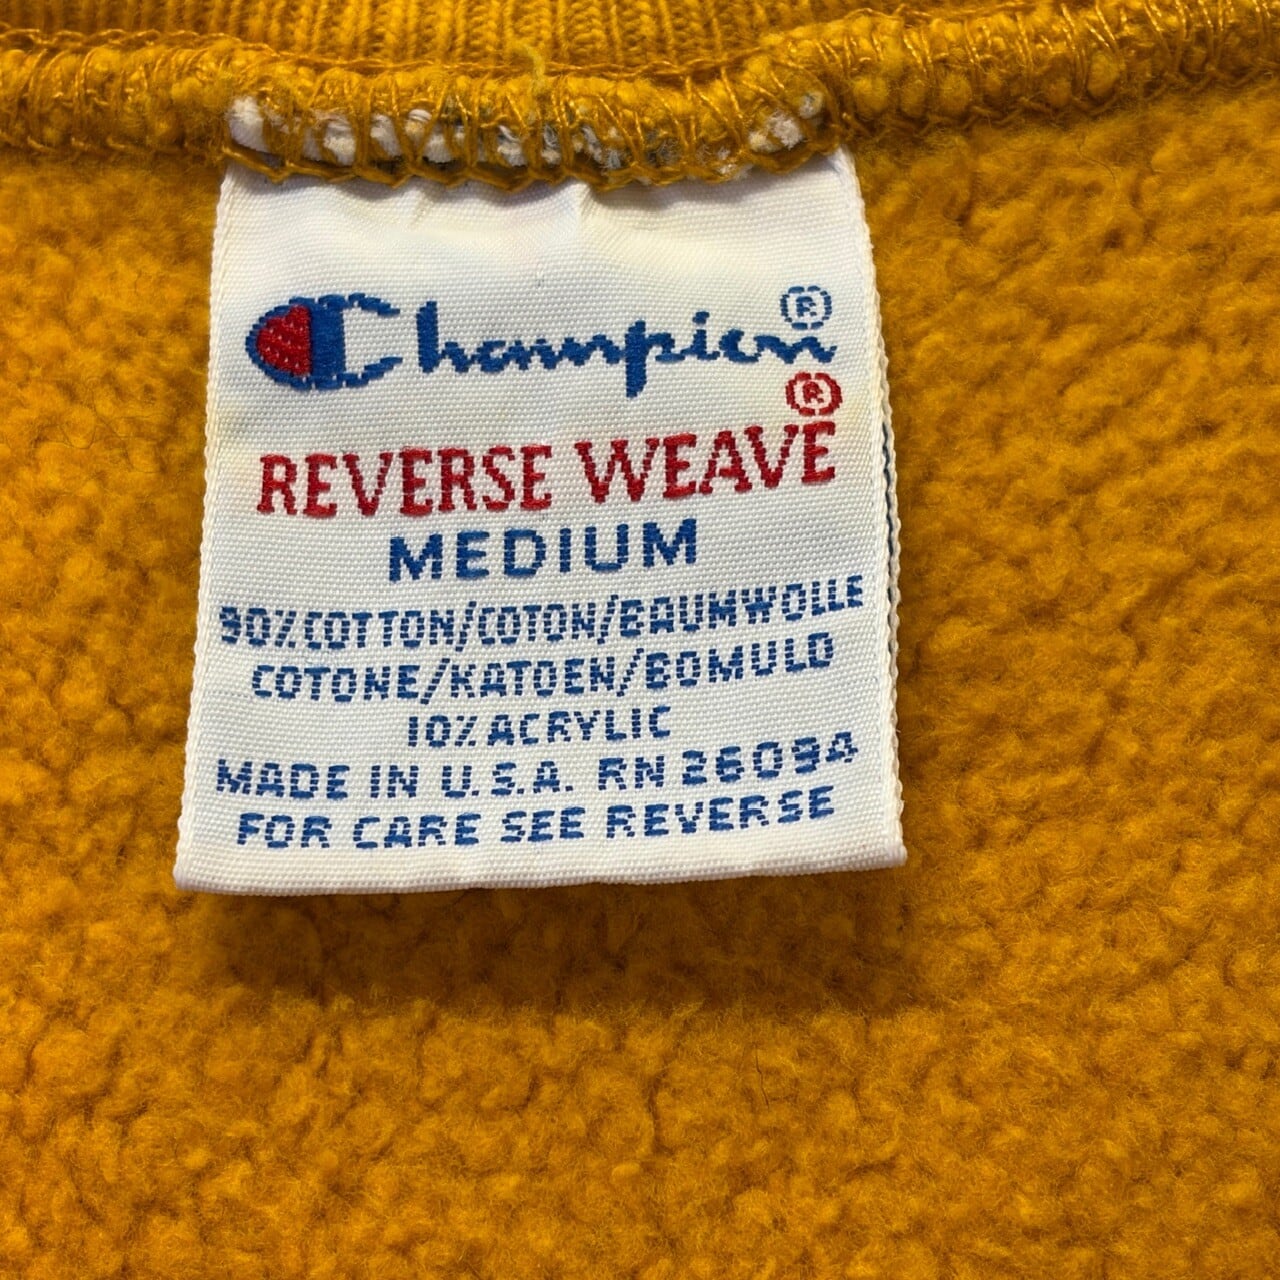 Champion®
®
REVERSE WEAVE
MEDIUM
90% COTTON/COTON/BAUMWOLLE
COTONE/KATOEN/BOMULD
10% ACRYLIC
MADE IN U.S.A. RN 26094
FOR CARE SEE REVERSE